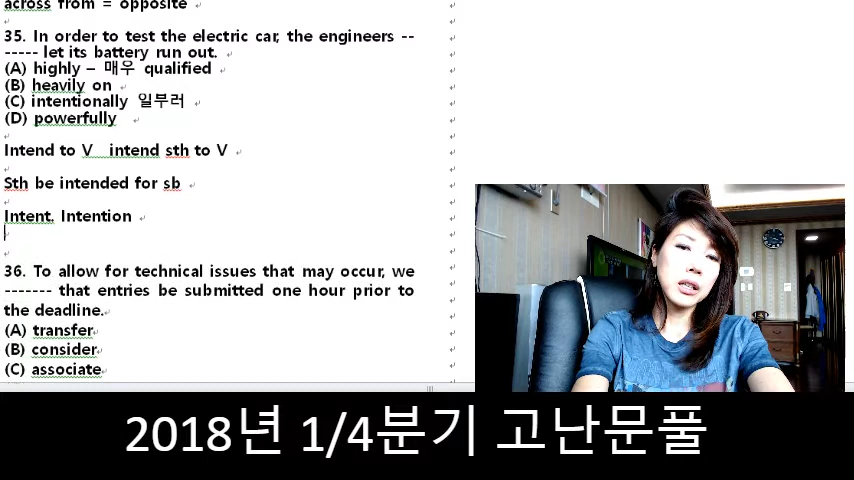 across from = opposite
35. In order to test the electric car, the engineers --
----- let its battery run out.
(A) highly – 매우 qualified
(B) heavily on
(C) intentionally 일부러
(D) powerfully
Intend to V intend sth to V
Sth be intended for sb
Intent. Intention
36. To allow for technical issues that may occur, we
------- that entries be submitted one hour prior to
the deadline.
(A) transfer
(B) consider
(C) associate
2018년 1/4분기 고난문풀